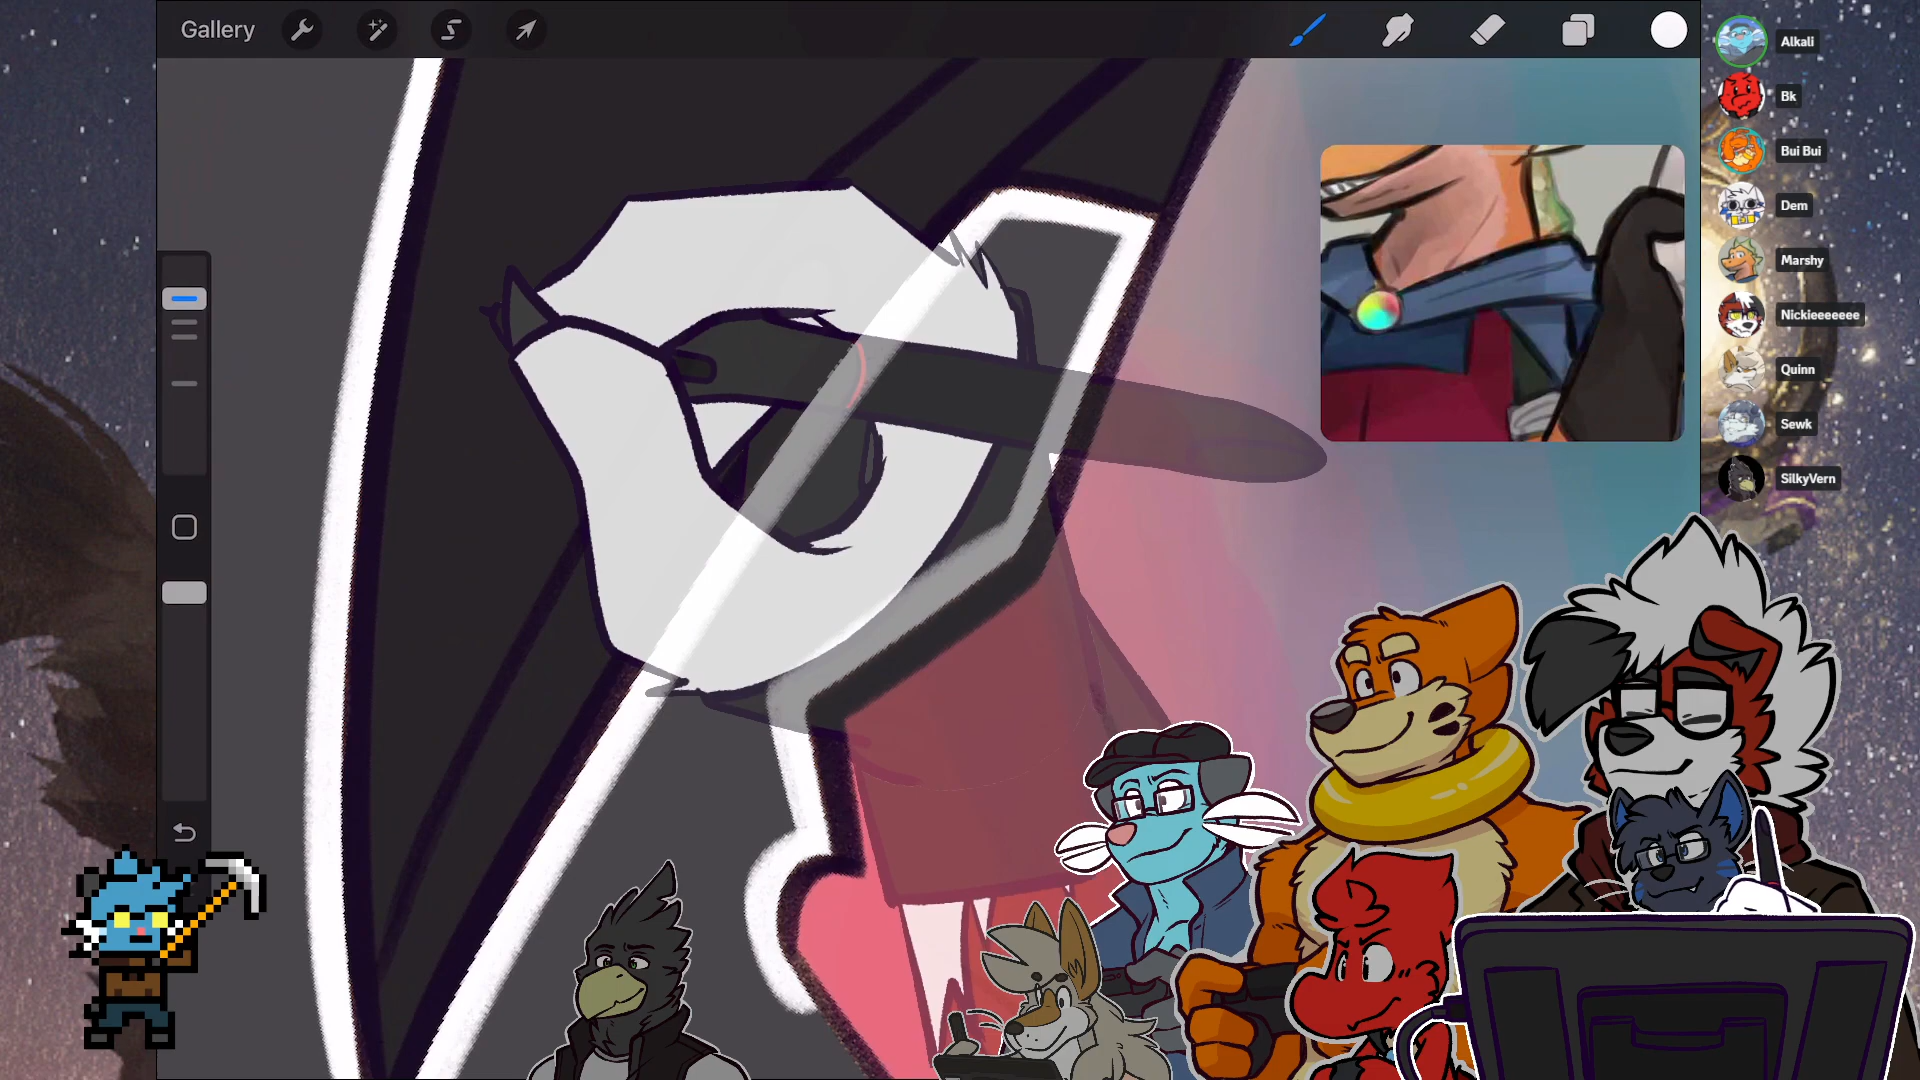 Gallery
Alkali
Bk
Bui Bui
Dem
Marshy
Nickieeeeeee
Quinn
Sewk
SilkyVern